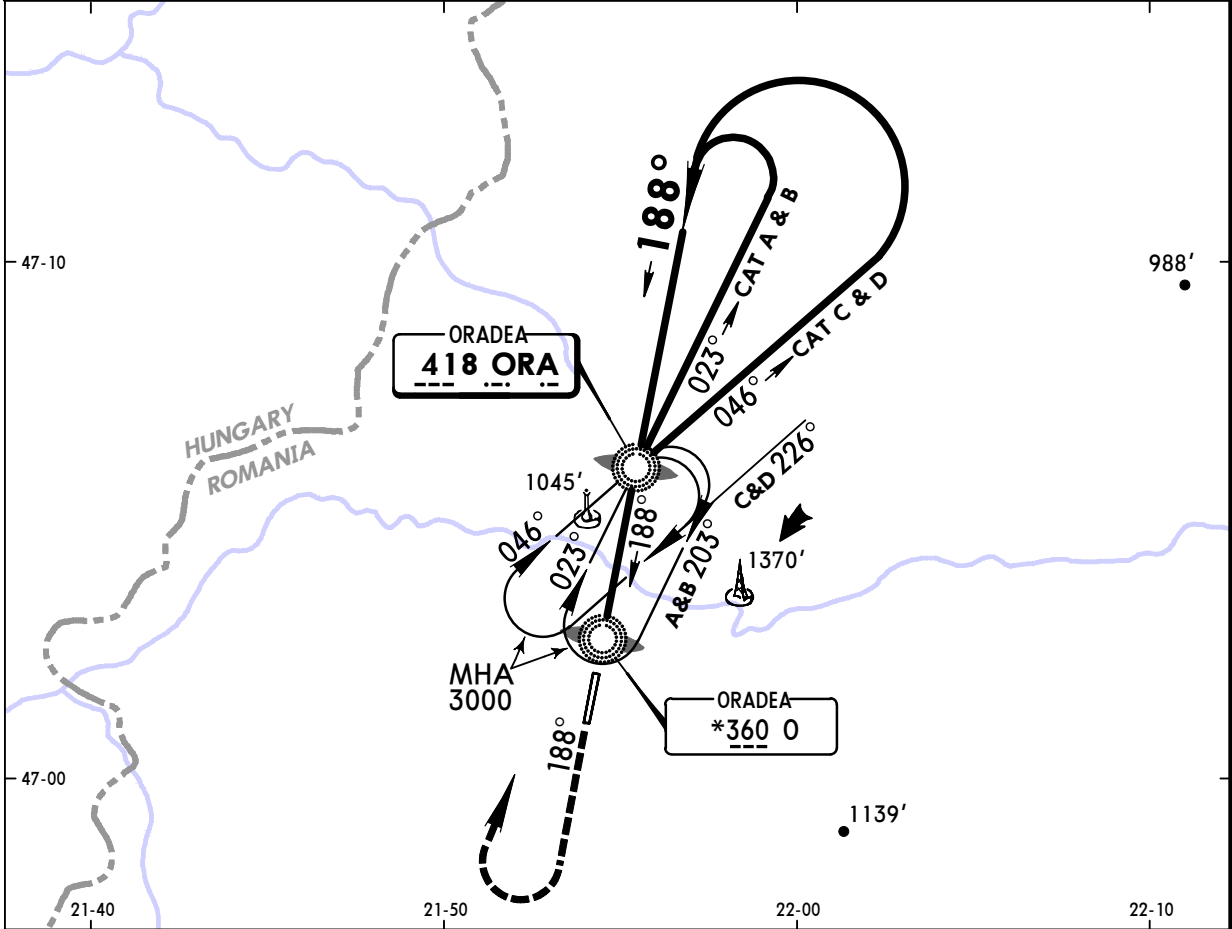 188°
CAT A & B
47-10
988'
ORADEA
418 ORA
023°
CAT C & D
046°
HUNGARY
ROMANIA
1045'
C&D 226°
046°
023°
188°
A&B 203°
1370'
MHA
3000
ORADEA
*360 O
188°
47-00
1139'
21-40
21-50
22-00
22-10